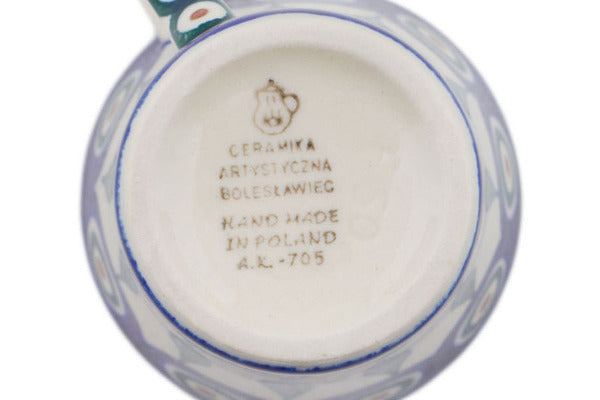 CERAMIKA
ARTYSTYCZNA
BOLESŁAWIEC
HAND MADE
IN POLAND
A.K.-705